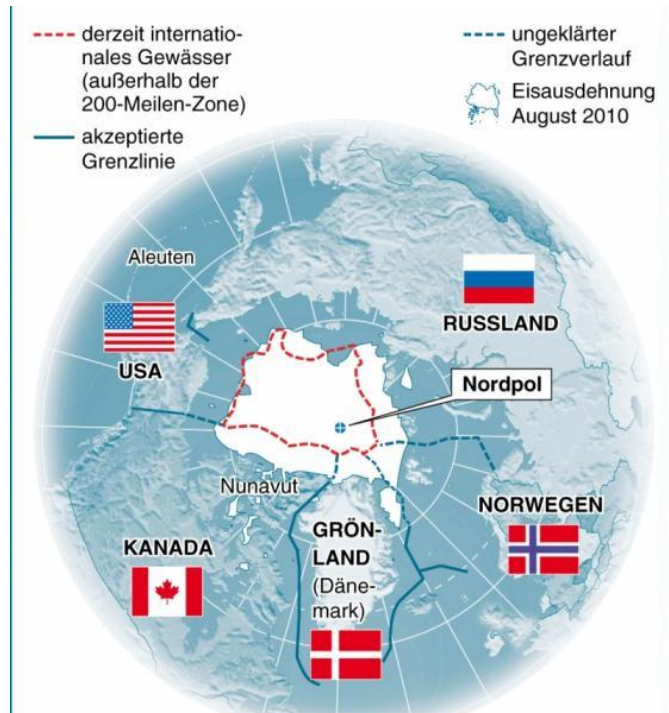 derzeit internatio-
nales Gewässer
(außerhalb der
200-Meilen-Zone)
akzeptierte
Grenzlinie
ungeklärter
Grenzverlauf
Eisausdehnung
August 2010
Aleuten
USA
RUSSLAND
Nordpol
Nunavut
KANADA
GRÖN-
LAND
(Däne-
mark)
NORWEGEN